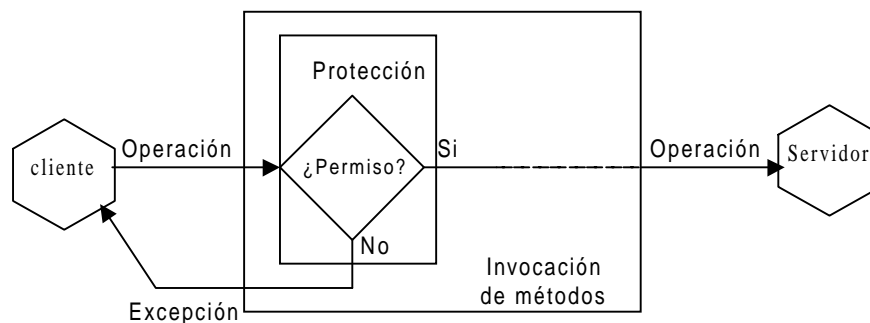 Protección
cliente
Operación
¿Permiso?
Si
Operación
Servidor
No
Excepción
Invocación
de métodos